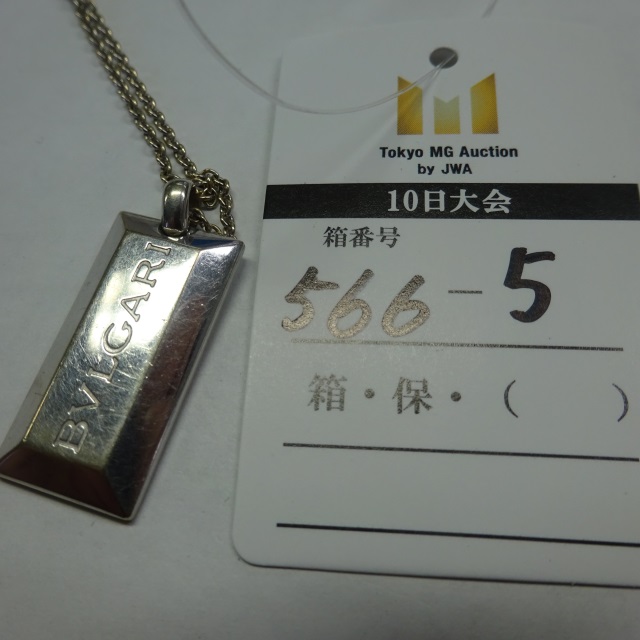 BVLGARI
Tokyo MG Auction
by JWA
10日大会
箱番号
566-5
箱・保・( )